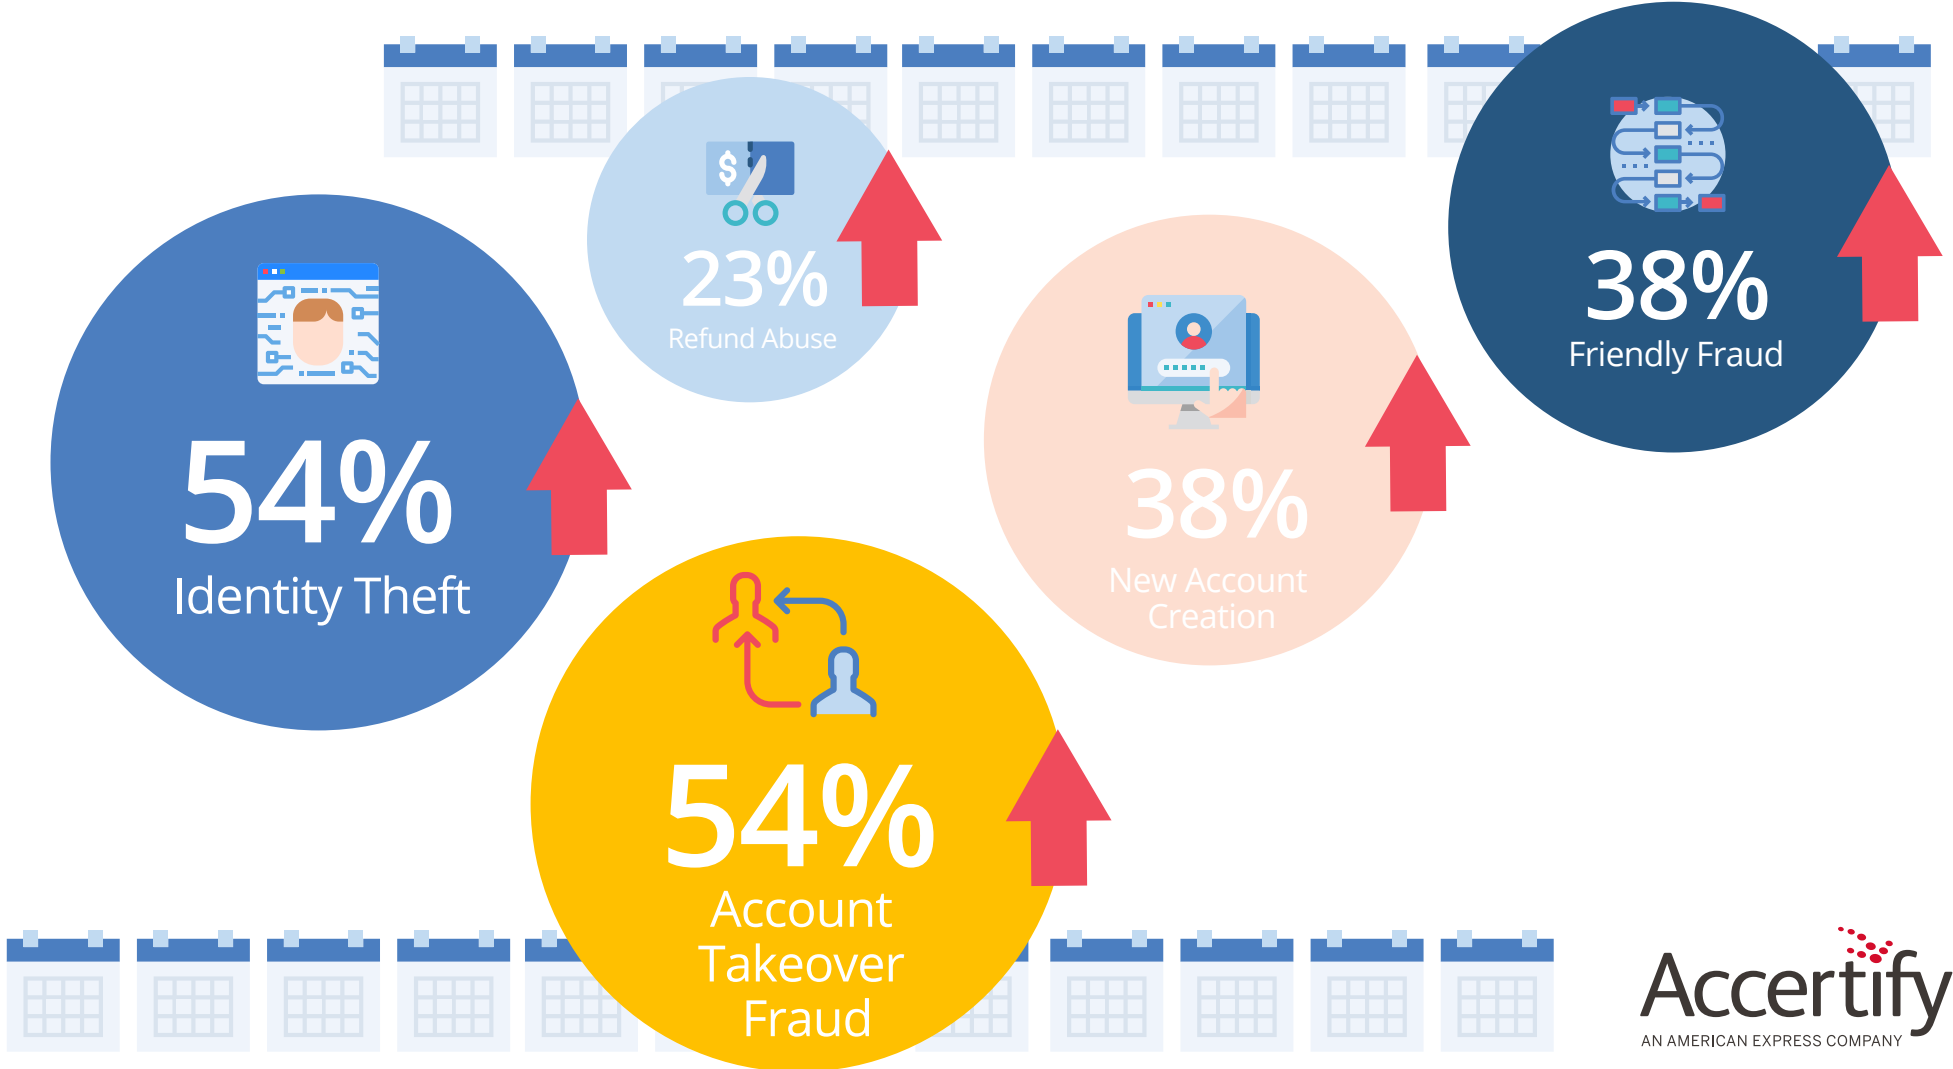 23%
Refund Abuse
38%
Friendly Fraud
54%
Identity Theft
38%
New Account
Creation
54%
Account
Takeover
Fraud
Accertify
AN AMERICAN EXPRESS COMPANY